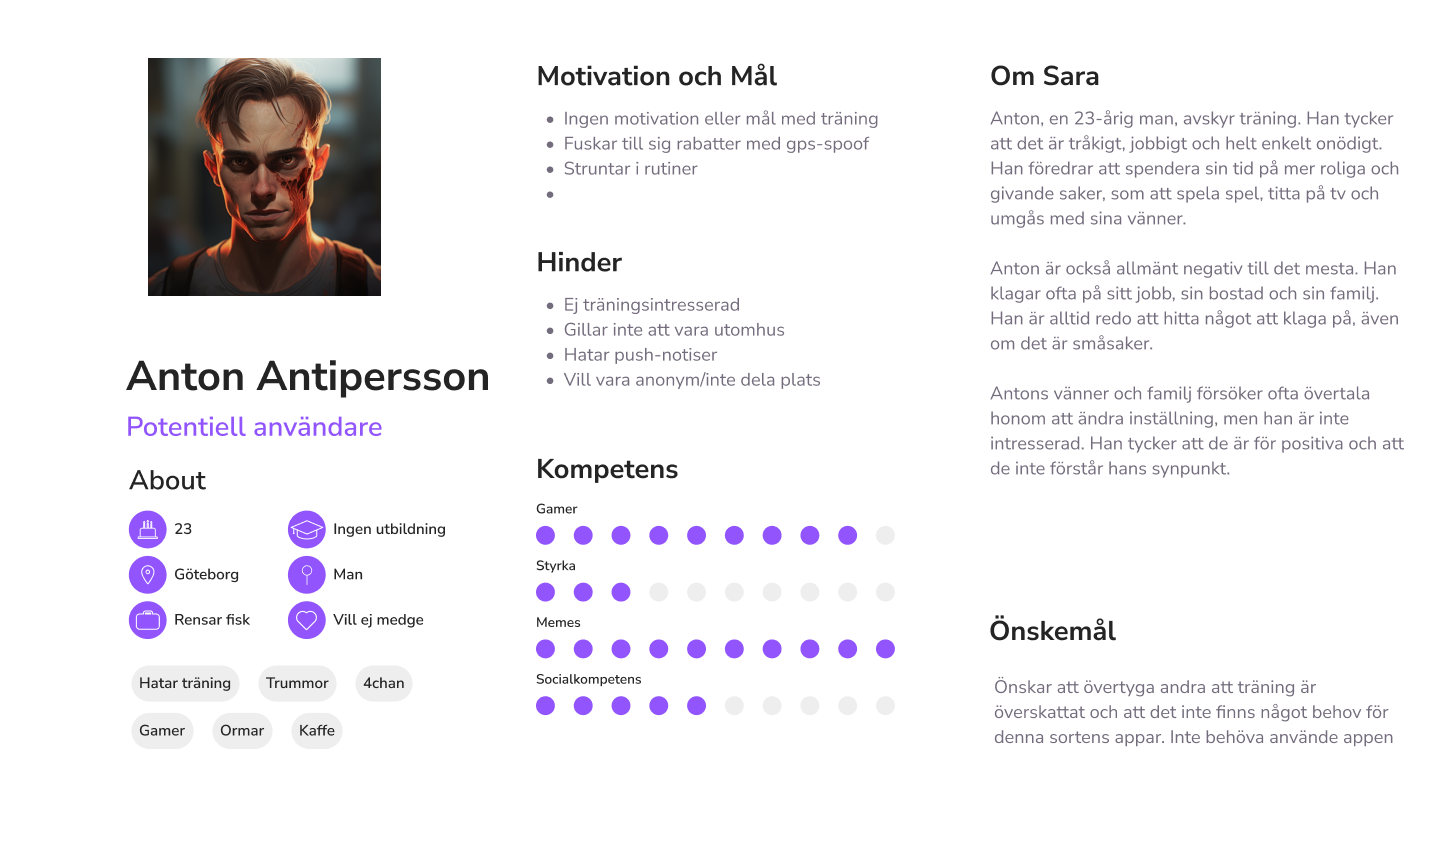 Anton Antipersson
Potentiell användare
About
23
Ingen utbildning
Göteborg
Man
Rensar fisk
Vill ej medge
Hatar träning
Trummor
4chan
Gamer
Ormar
Kaffe
Motivation och Mål
Ingen motivation eller mål med träning
Fuskar till sig rabatter med gps-spoof
Struntar i rutiner
Hinder
Ej träningsintresserad
Gillar inte att vara utomhus
Hatar push-notiser
Vill vara anonym/inte dela plats
Kompetens
Gamer
Styrka
Memes
Socialkompetens
Om Sara
Anton, en 23-årig man, avskyr träning. Han tycker
att det är tråkigt, jobbigt och helt enkelt onödigt.
Han föredrar att spendera sin tid på mer roliga och
givande saker, som att spela spel, titta på tv och
umgås med sina vänner.
Anton är också allmänt negativ till det mesta. Han
klagar ofta på sitt jobb, sin bostad och sin familj.
Han är alltid redo att hitta något att klaga på, även
om det är småsaker.
Antons vänner och familj försöker ofta övertala
honom att ändra inställning, men han är inte
intresserad. Han tycker att de är för positiva och att
de inte förstår hans synpunkt.
Önskemål
Önskar att övertyga andra att träning är
överskattat och att det inte finns något behov för
denna sortens appar. Inte behöva använde appen